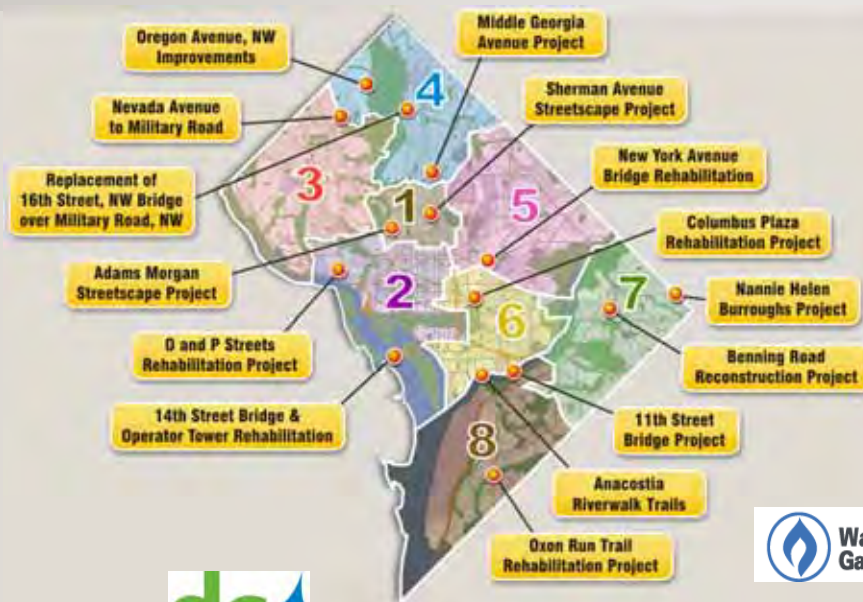 Oregon Avenue, NW
Improvements
Middle Georgia
Avenue Project
Nevada Avenue
to Military Road
Sherman Avenue
Streetscape Project
Replacement of
16th Street, NW Bridge
over Military Road, NW
New York Avenue
Bridge Rehabilitation
Adams Morgan
Streetscape Project
Columbus Plaza
Rehabilitation Project
O and P Streets
Rehabilitation Project
Nannie Helen
Burroughs Project
14th Street Bridge &
Operator Tower Rehabilitation
Benning Road
Reconstruction Project
11th Street
Bridge Project
Anacostia
Riverwalk Trails
Oxon Run Trail
Rehabilitation Project
4
3
1
5
2
6
7
8
Wa
Ga